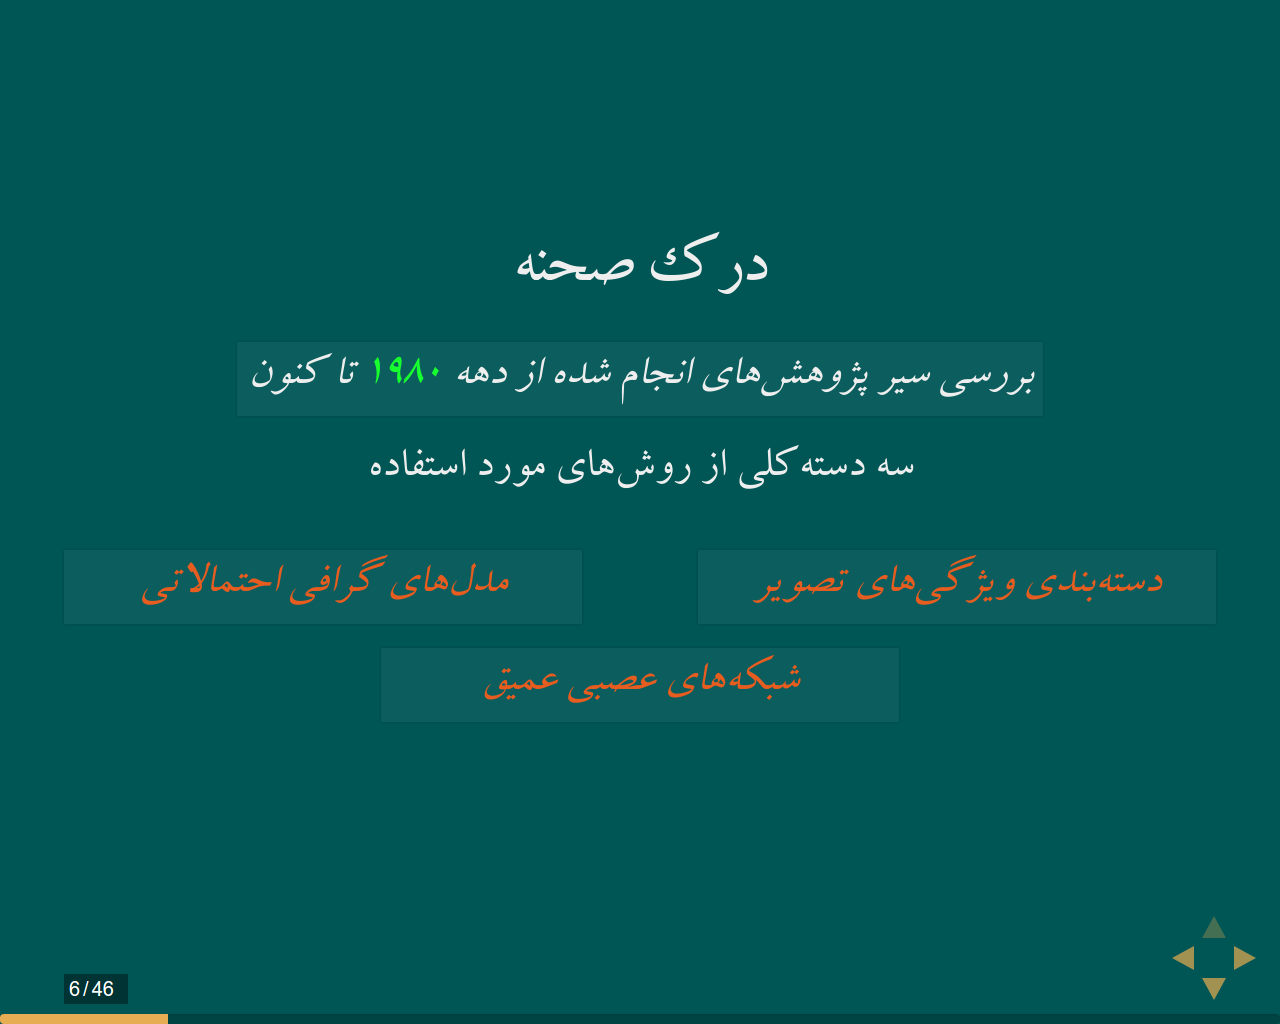 درک صحنه
بررسی سیر پژوهش‌های انجام شده از دهه ۱۹۸۰ تا کنون
سه دسته‌کلی از روش‌های مورد استفاده
دسته‌بندی ویژگی‌های تصویر
مدل‌های گرافی احتمالاتی
شبکه‌های عصبی عمیق
6/46